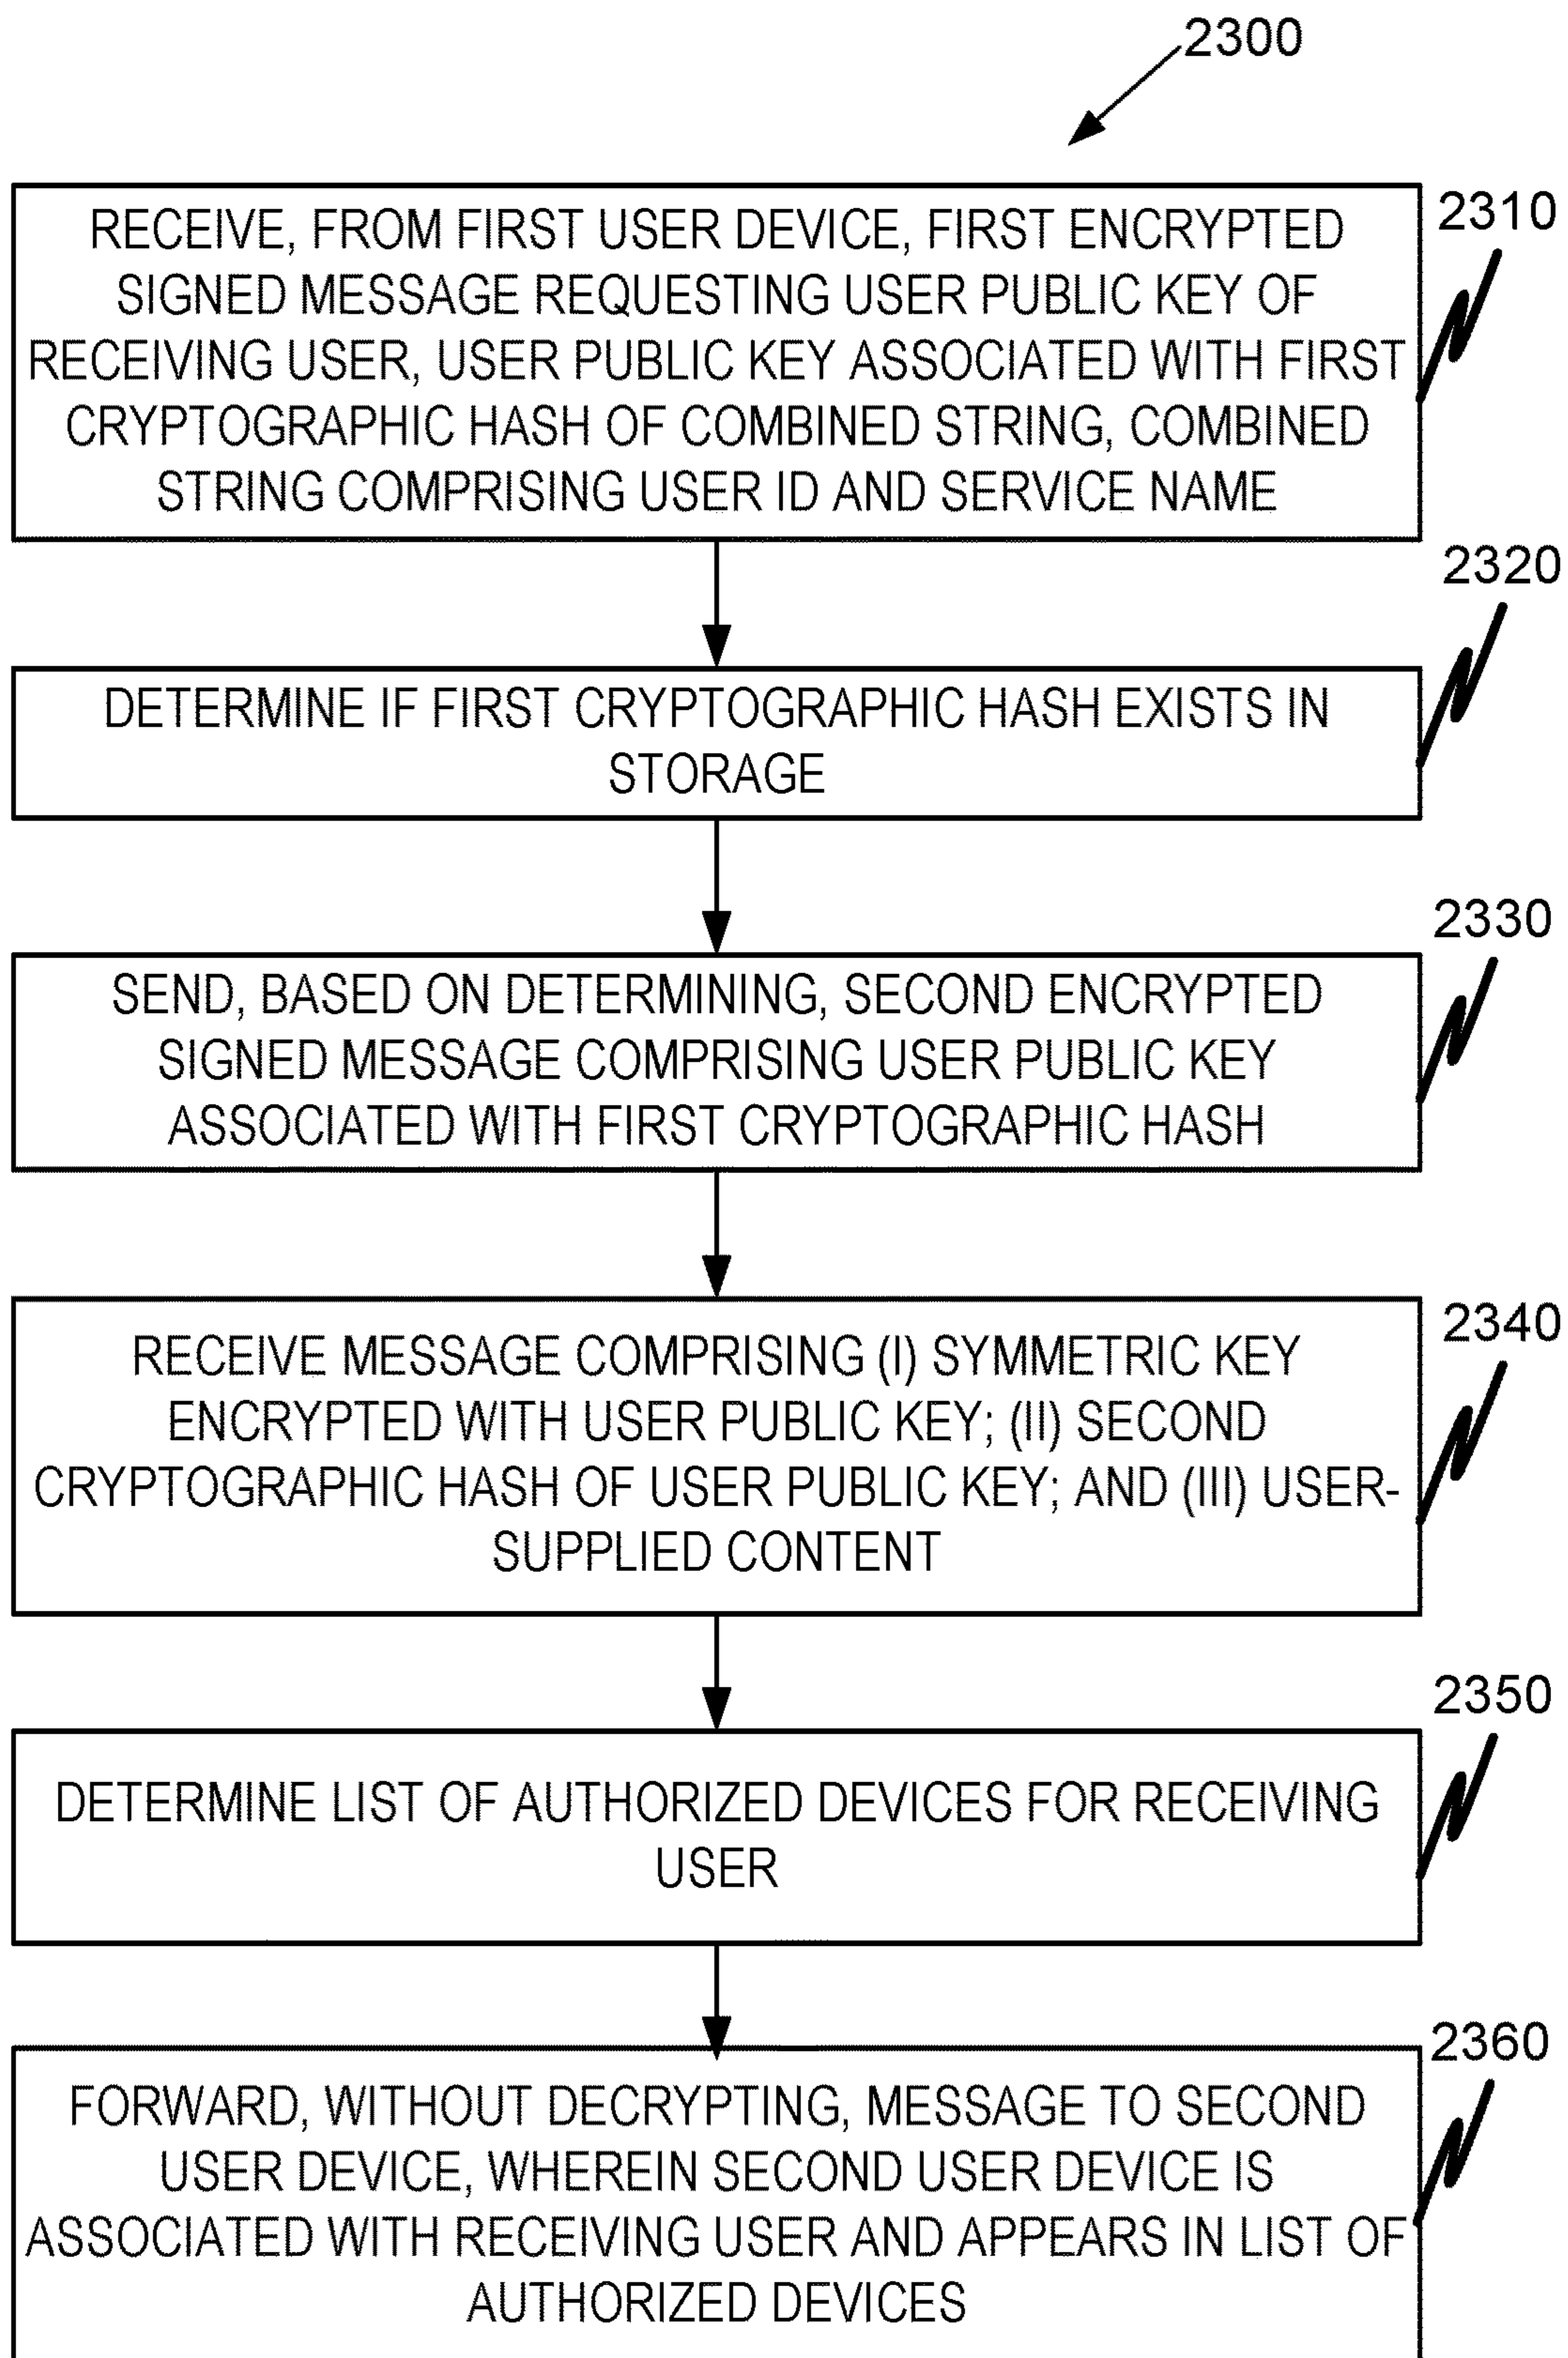 2300
2310
RECEIVE, FROM FIRST USER DEVICE, FIRST ENCRYPTED
SIGNED MESSAGE REQUESTING USER PUBLIC KEY OF
RECEIVING USER, USER PUBLIC KEY ASSOCIATED WITH FIRST
CRYPTOGRAPHIC HASH OF COMBINED STRING, COMBINED
STRING COMPRISING USER ID AND SERVICE NAME
2320
DETERMINE IF FIRST CRYPTOGRAPHIC HASH EXISTS IN
STORAGE
2330
SEND, BASED ON DETERMINING, SECOND ENCRYPTED
SIGNED MESSAGE COMPRISING USER PUBLIC KEY
ASSOCIATED WITH FIRST CRYPTOGRAPHIC HASH
2340
RECEIVE MESSAGE COMPRISING (I) SYMMETRIC KEY
ENCRYPTED WITH USER PUBLIC KEY; (II) SECOND
CRYPTOGRAPHIC HASH OF USER PUBLIC KEY; AND (III) USER-
SUPPLIED CONTENT
2350
DETERMINE LIST OF AUTHORIZED DEVICES FOR RECEIVING
USER
2360
FORWARD, WITHOUT DECRYPTING, MESSAGE TO SECOND
USER DEVICE, WHEREIN SECOND USER DEVICE IS
ASSOCIATED WITH RECEIVING USER AND APPEARS IN LIST OF
AUTHORIZED DEVICES